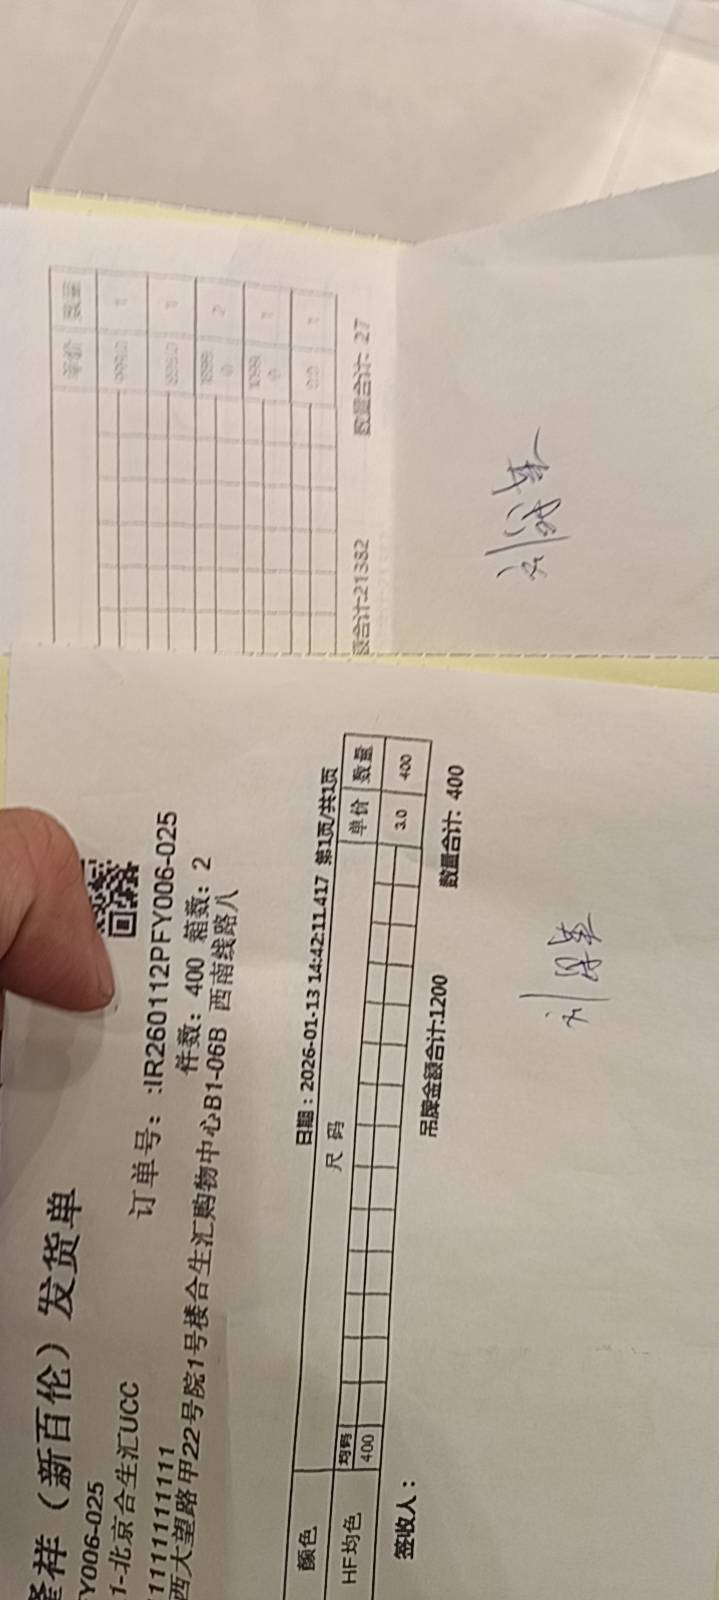 单价 数量
1
1
2
1
1
额合计:21382 数量合计: 27
隆祥（新百伦）发货单
Y006-025 订单号: :IR260112PFY006-025
1-北京合生汇UCC 件数: 400 箱数: 2
11111111111
西大望路甲22号院1号楼合生汇购物中心B1-06B 西南线路八
日期：2026-01-13 14:42:11.417 第1页/共1页
颜色 尺 码 单价 数量
均码
HF均色 400 3.0 400
签收人： 吊牌金额合计:1200 数量合计: 400